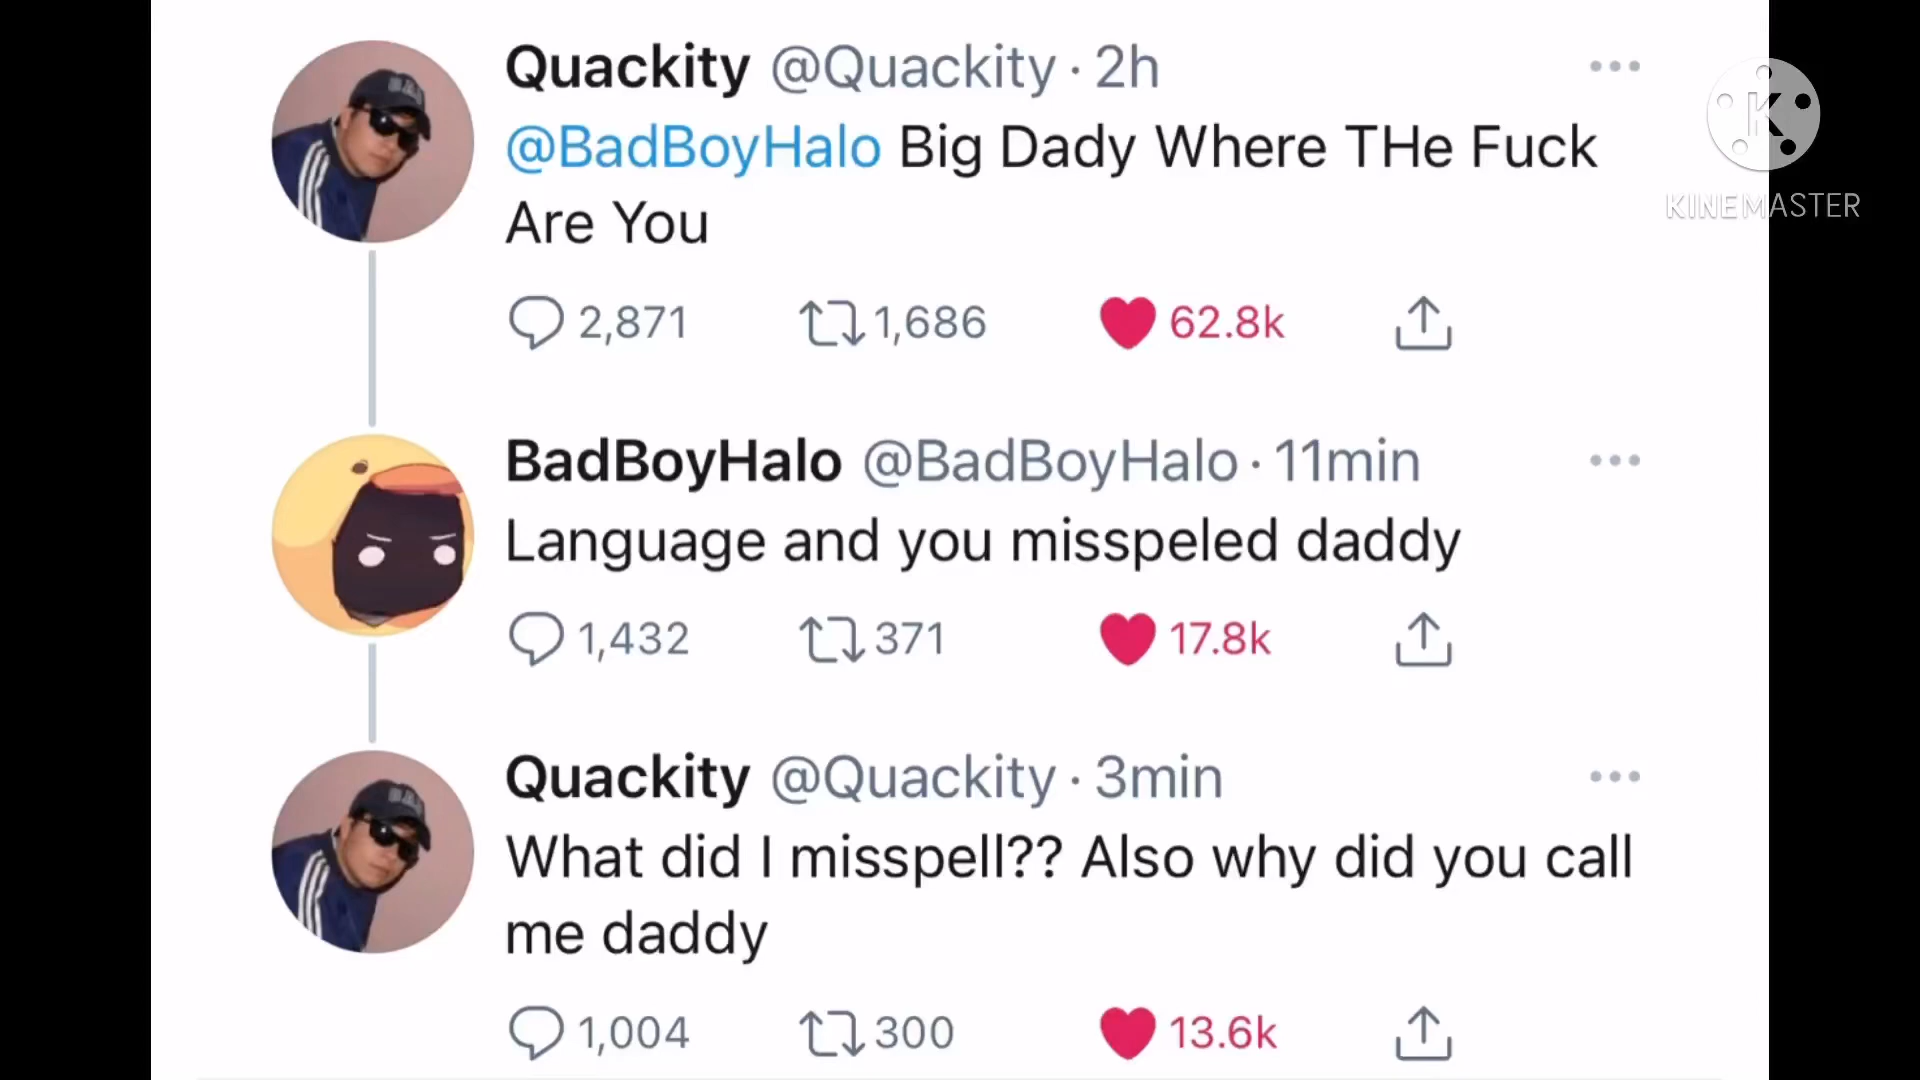 Quackity @Quackity · 2h
@BadBoyHalo Big Dady Where THe Fuck
Are You
2,871 1,686 62.8k
K
KINEMASTER
BadBoyHalo @BadBoyHalo · 11min
Language and you misspeled daddy
1,432 371 17.8k
Quackity @Quackity · 3min
What did I misspell?? Also why did you call
me daddy
1,004 300 13.6k